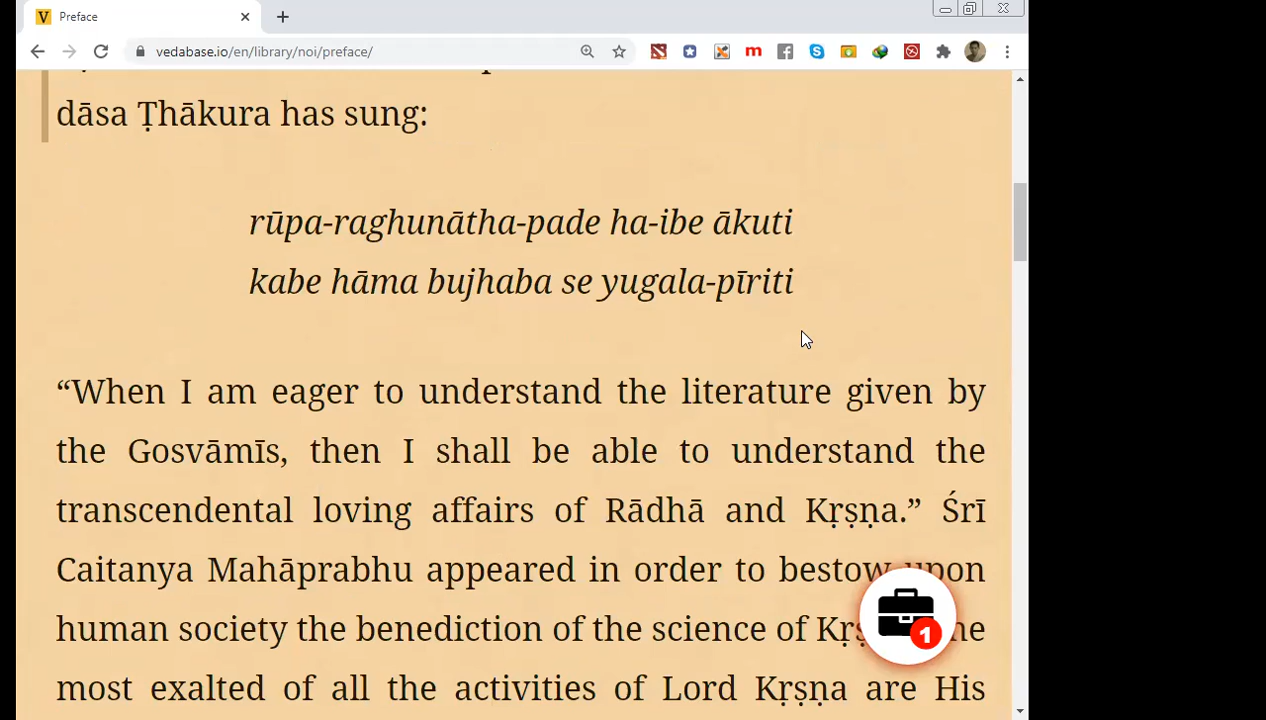 Preface
vedabase.io/en/library/noi/preface/
dāsa Ṭhākura has sung:
rūpa-raghunātha-pade ha-ibe ākuti
kabe hāma bujhaba se yugala-pīriti
“When I am eager to understand the literature given by
the Gosvāmīs, then I shall be able to understand the
transcendental loving affairs of Rādhā and Kṛṣṇa.” Śrī
Caitanya Mahāprabhu appeared in order to bestow upon
human society the benediction of the science of
most exalted of all the activities of Lord Kṛṣṇa are His
1